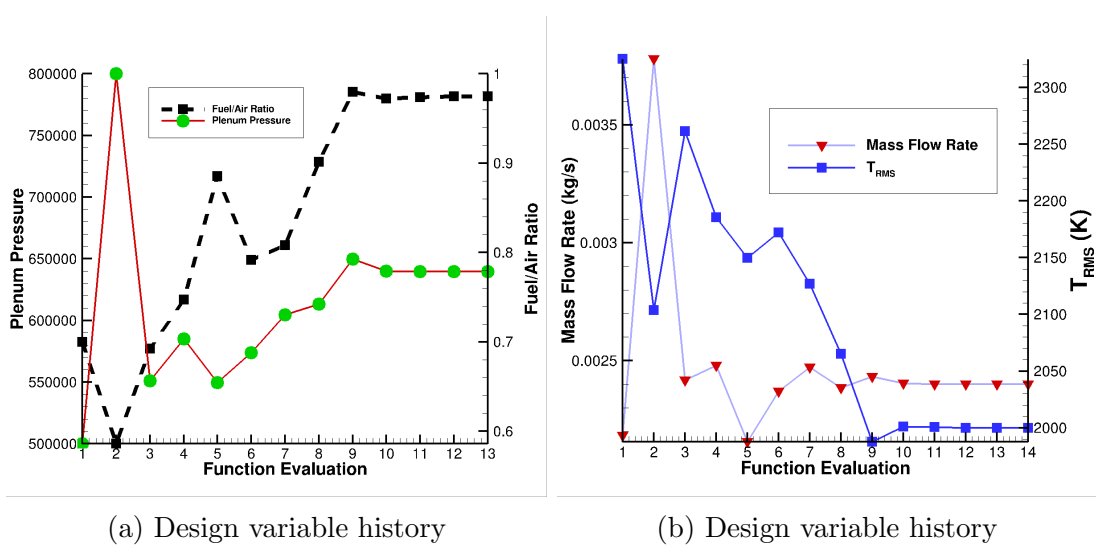 800000
750000
700000
650000
600000
550000
500000
Plenum Pressure
Fuel/Air Ratio
Plenum Pressure
1
0.9
0.8
0.7
0.6
Fuel/Air Ratio
1 2 3 4 5 6 7 8 9 10 11 12 13
Function Evaluation
(a) Design variable history
0.0035
0.003
0.0025
Mass Flow Rate (kg/s)
Mass Flow Rate
T_RMS
2300
2250
2200
2150
2100
2050
2000
T_RMS (K)
1 2 3 4 5 6 7 8 9 10 11 12 13 14
Function Evaluation
(b) Design variable history